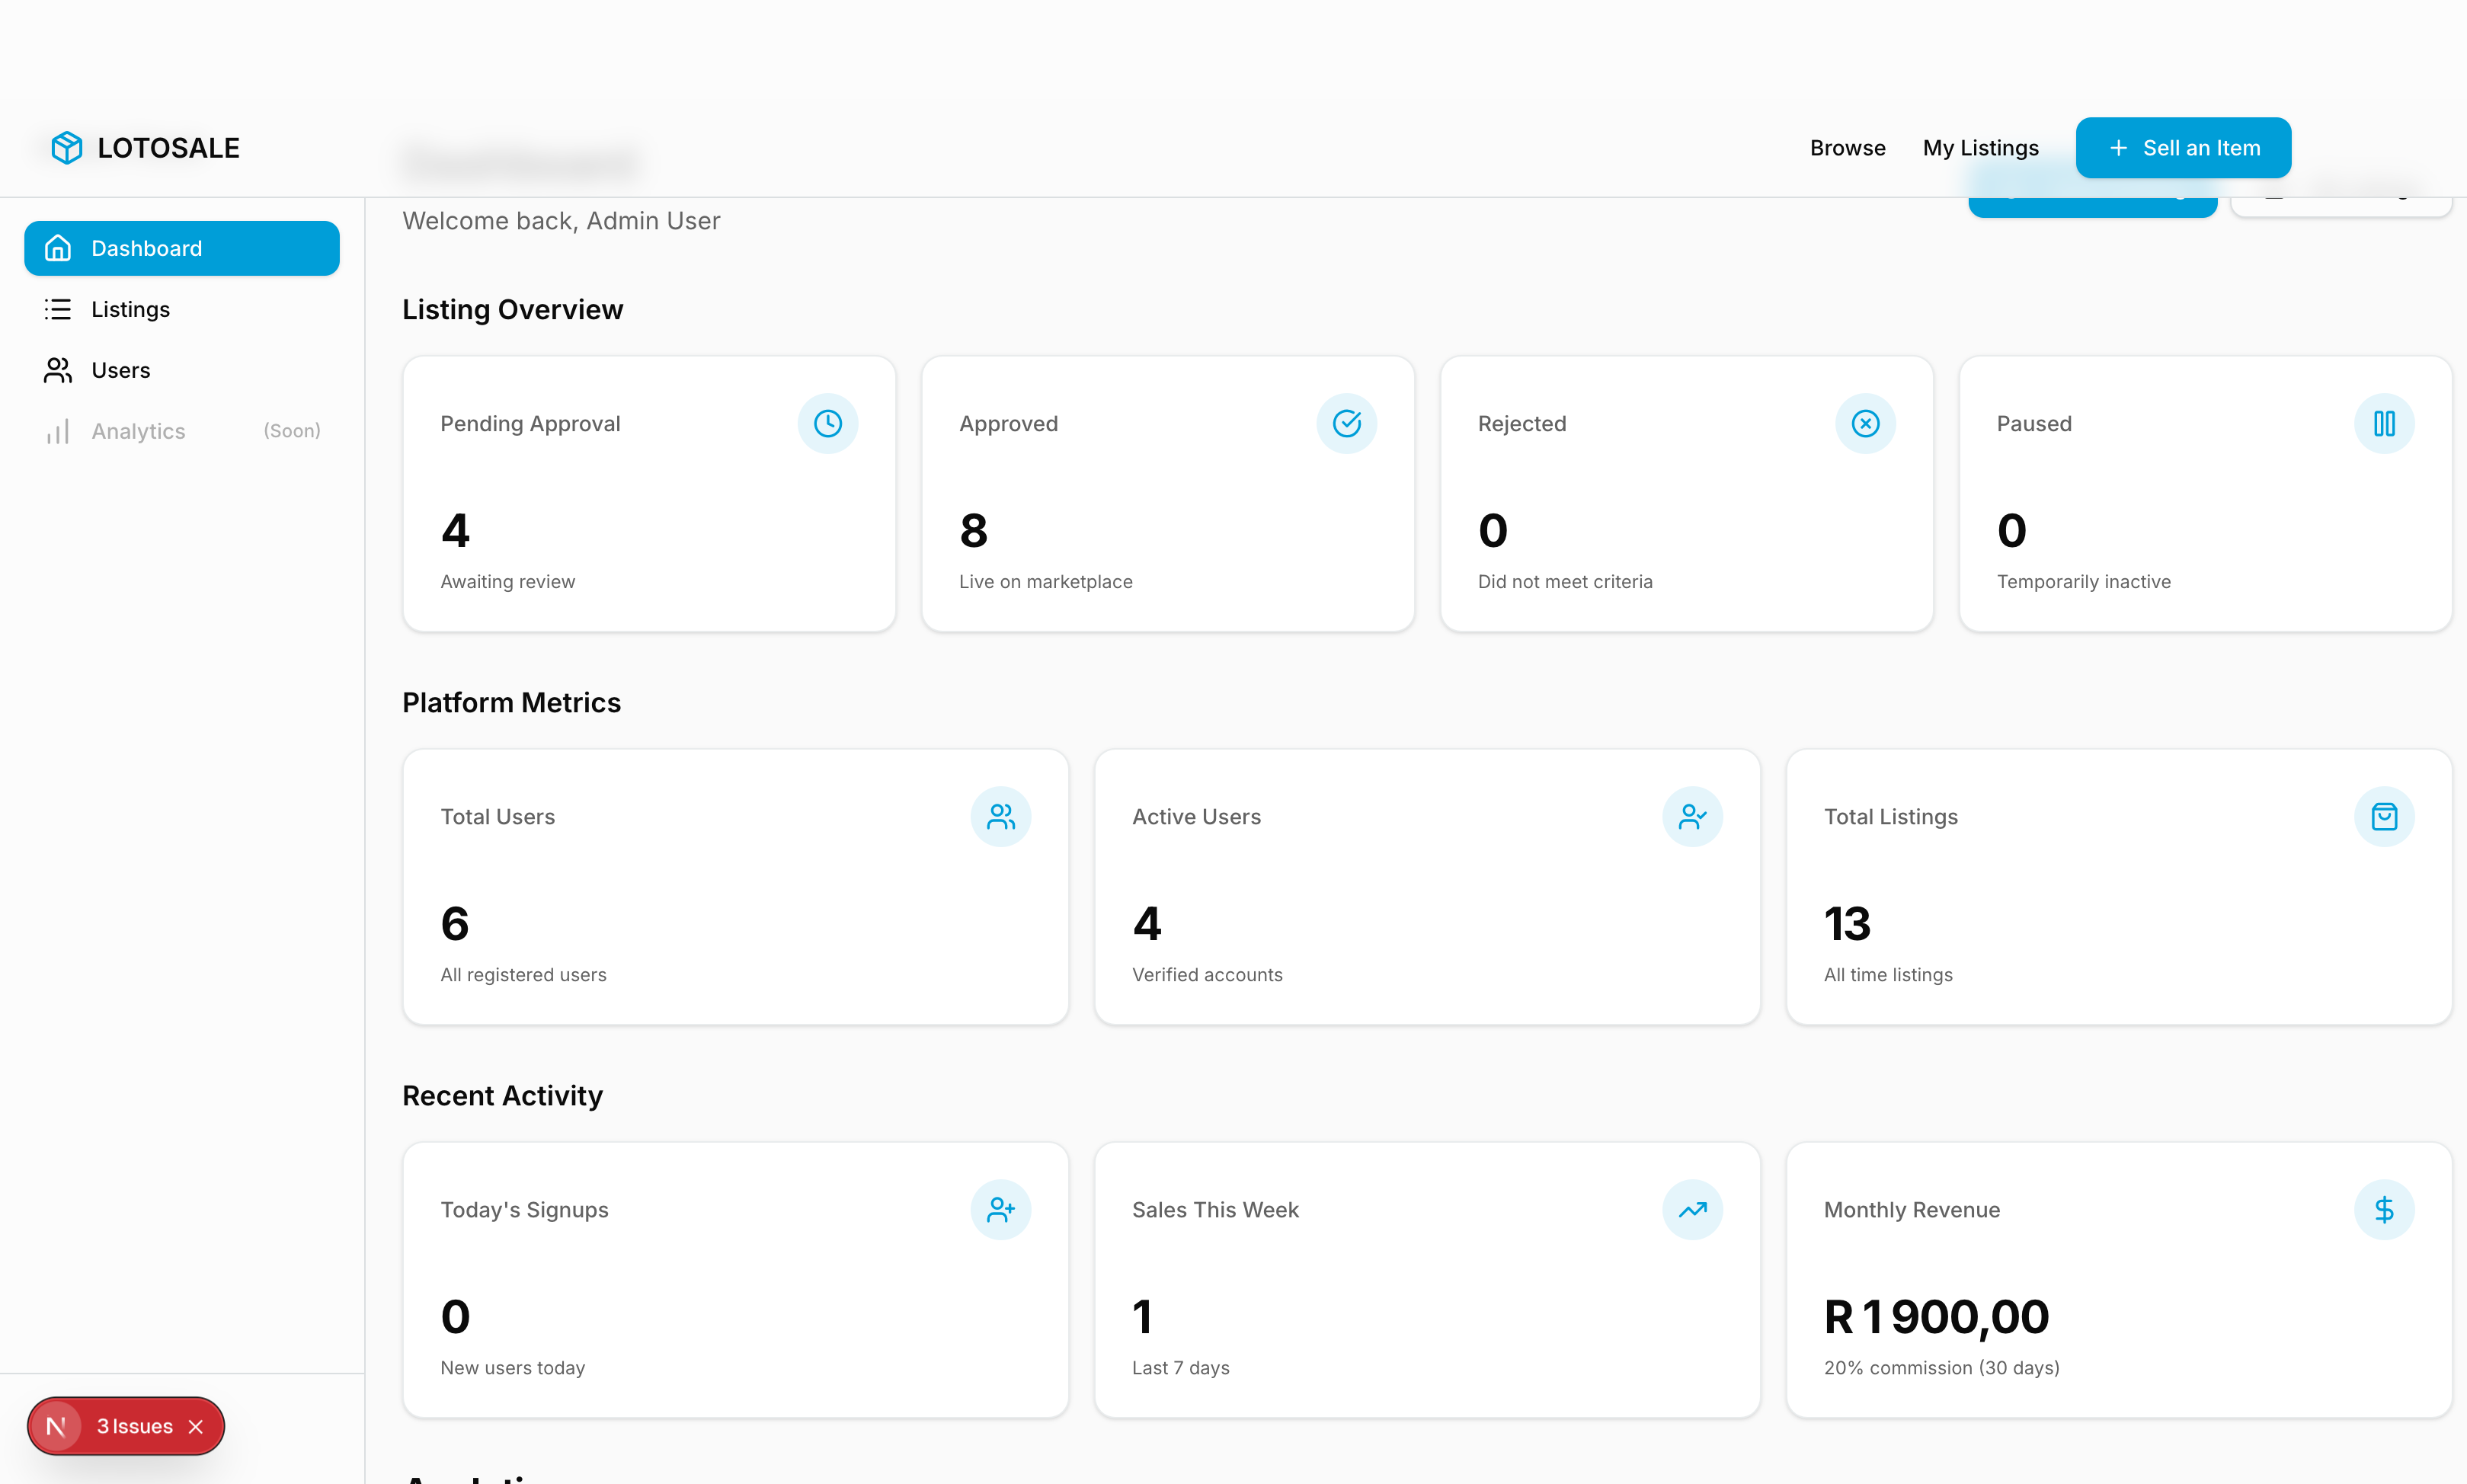 LOTOSALE
Browse
My Listings
Sell an Item
Dashboard
Listings
Users
Analytics (Soon)
Welcome back, Admin User
Listing Overview
Pending Approval
4
Awaiting review
Approved
8
Live on marketplace
Rejected
0
Did not meet criteria
Paused
0
Temporarily inactive
Platform Metrics
Total Users
6
All registered users
Active Users
4
Verified accounts
Total Listings
13
All time listings
Recent Activity
Today's Signups
0
New users today
Sales This Week
1
Last 7 days
Monthly Revenue
R 1 900,00
20% commission (30 days)
3 Issues